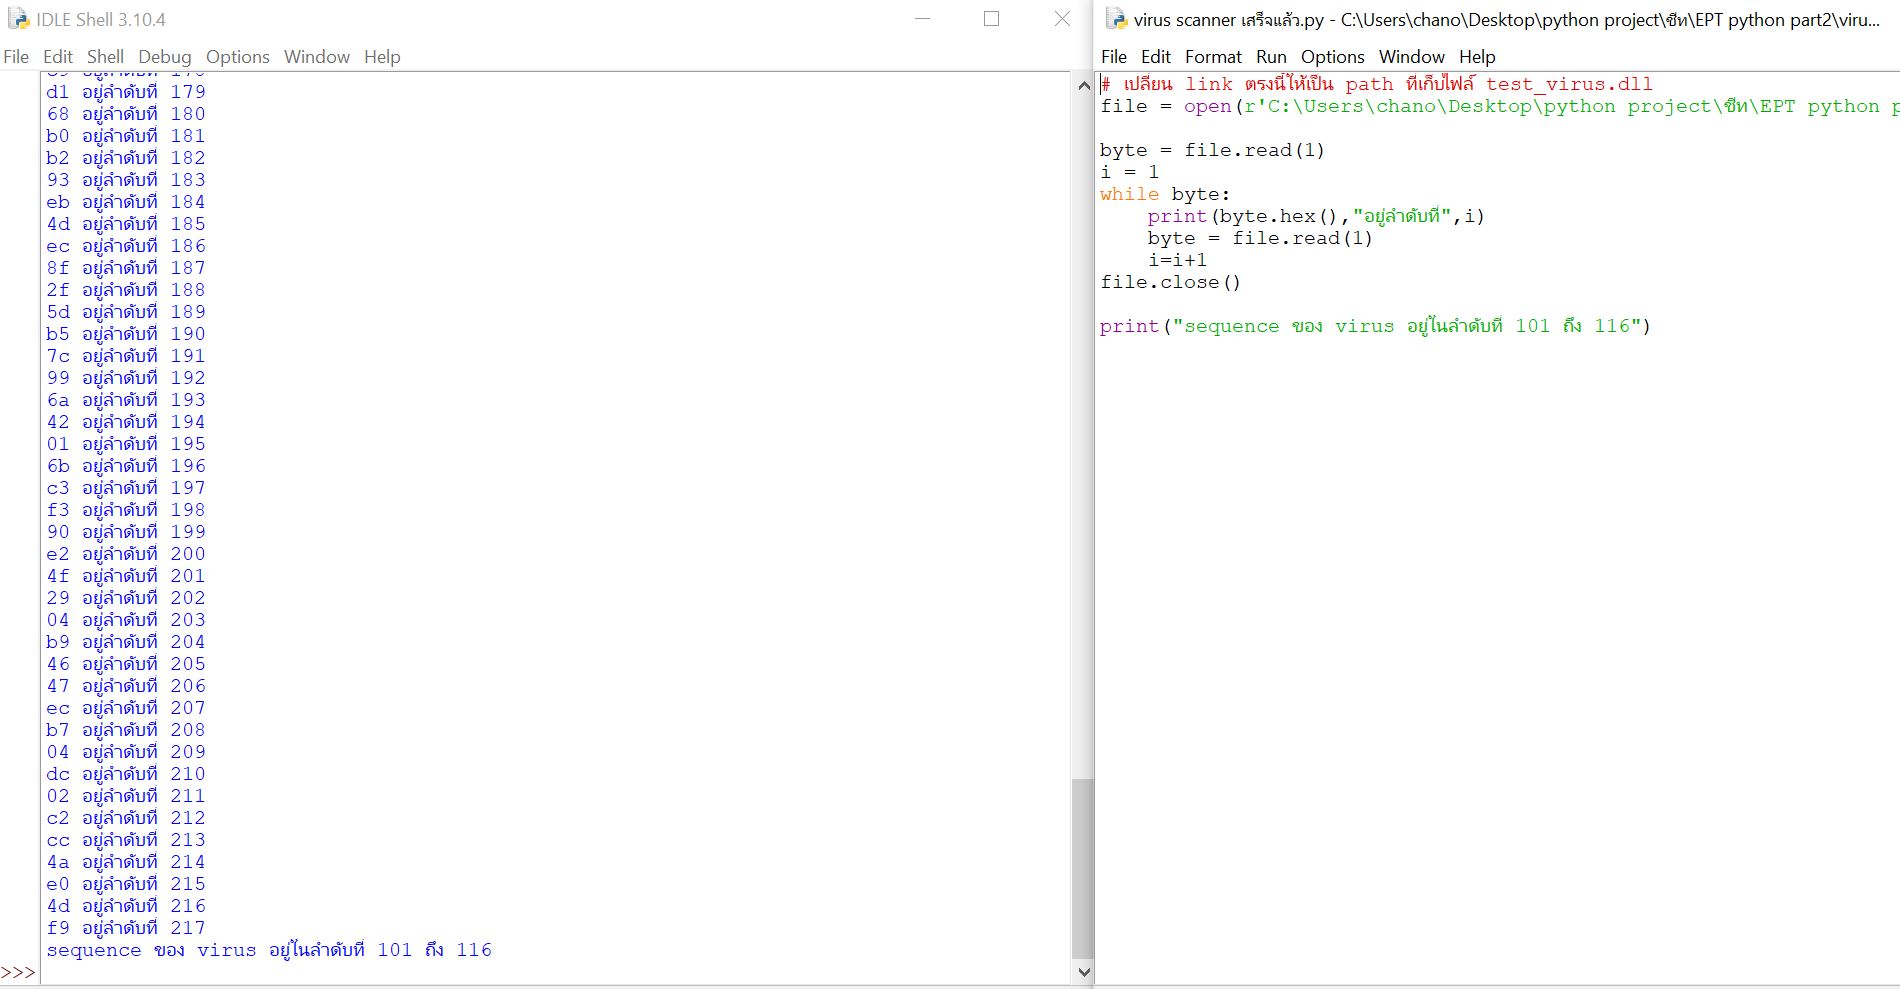 IDLE Shell 3.10.4
File Edit Shell Debug Options Window Help
d1 อยู่ลำดับที่ 179
68 อยู่ลำดับที่ 180
b0 อยู่ลำดับที่ 181
b2 อยู่ลำดับที่ 182
93 อยู่ลำดับที่ 183
eb อยู่ลำดับที่ 184
4d อยู่ลำดับที่ 185
ec อยู่ลำดับที่ 186
8f อยู่ลำดับที่ 187
2f อยู่ลำดับที่ 188
5d อยู่ลำดับที่ 189
b5 อยู่ลำดับที่ 190
7c อยู่ลำดับที่ 191
99 อยู่ลำดับที่ 192
6a อยู่ลำดับที่ 193
42 อยู่ลำดับที่ 194
01 อยู่ลำดับที่ 195
6b อยู่ลำดับที่ 196
c3 อยู่ลำดับที่ 197
f3 อยู่ลำดับที่ 198
90 อยู่ลำดับที่ 199
e2 อยู่ลำดับที่ 200
4f อยู่ลำดับที่ 201
29 อยู่ลำดับที่ 202
04 อยู่ลำดับที่ 203
b9 อยู่ลำดับที่ 204
46 อยู่ลำดับที่ 205
47 อยู่ลำดับที่ 206
ec อยู่ลำดับที่ 207
b7 อยู่ลำดับที่ 208
04 อยู่ลำดับที่ 209
dc อยู่ลำดับที่ 210
02 อยู่ลำดับที่ 211
c2 อยู่ลำดับที่ 212
cc อยู่ลำดับที่ 213
4a อยู่ลำดับที่ 214
e0 อยู่ลำดับที่ 215
4d อยู่ลำดับที่ 216
f9 อยู่ลำดับที่ 217
sequence ของ virus อยู่ในลำดับที่ 101 ถึง 116
>>>
virus scanner เสร็จแล้ว.py - C:\Users\chano\Desktop\python project\ชีท\EPT python part2\viru...
File Edit Format Run Options Window Help
# เปลี่ยน link ตรงนี้ให้เป็น path ที่เก็บไฟล์ test_virus.dll
file = open(r'C:\Users\chano\Desktop\python project\ชีท\EPT python p
byte = file.read(1)
i = 1
while byte:
    print(byte.hex(),"อยู่ลำดับที่",i)
    byte = file.read(1)
    i=i+1
file.close()
print("sequence ของ virus อยู่ในลำดับที่ 101 ถึง 116")